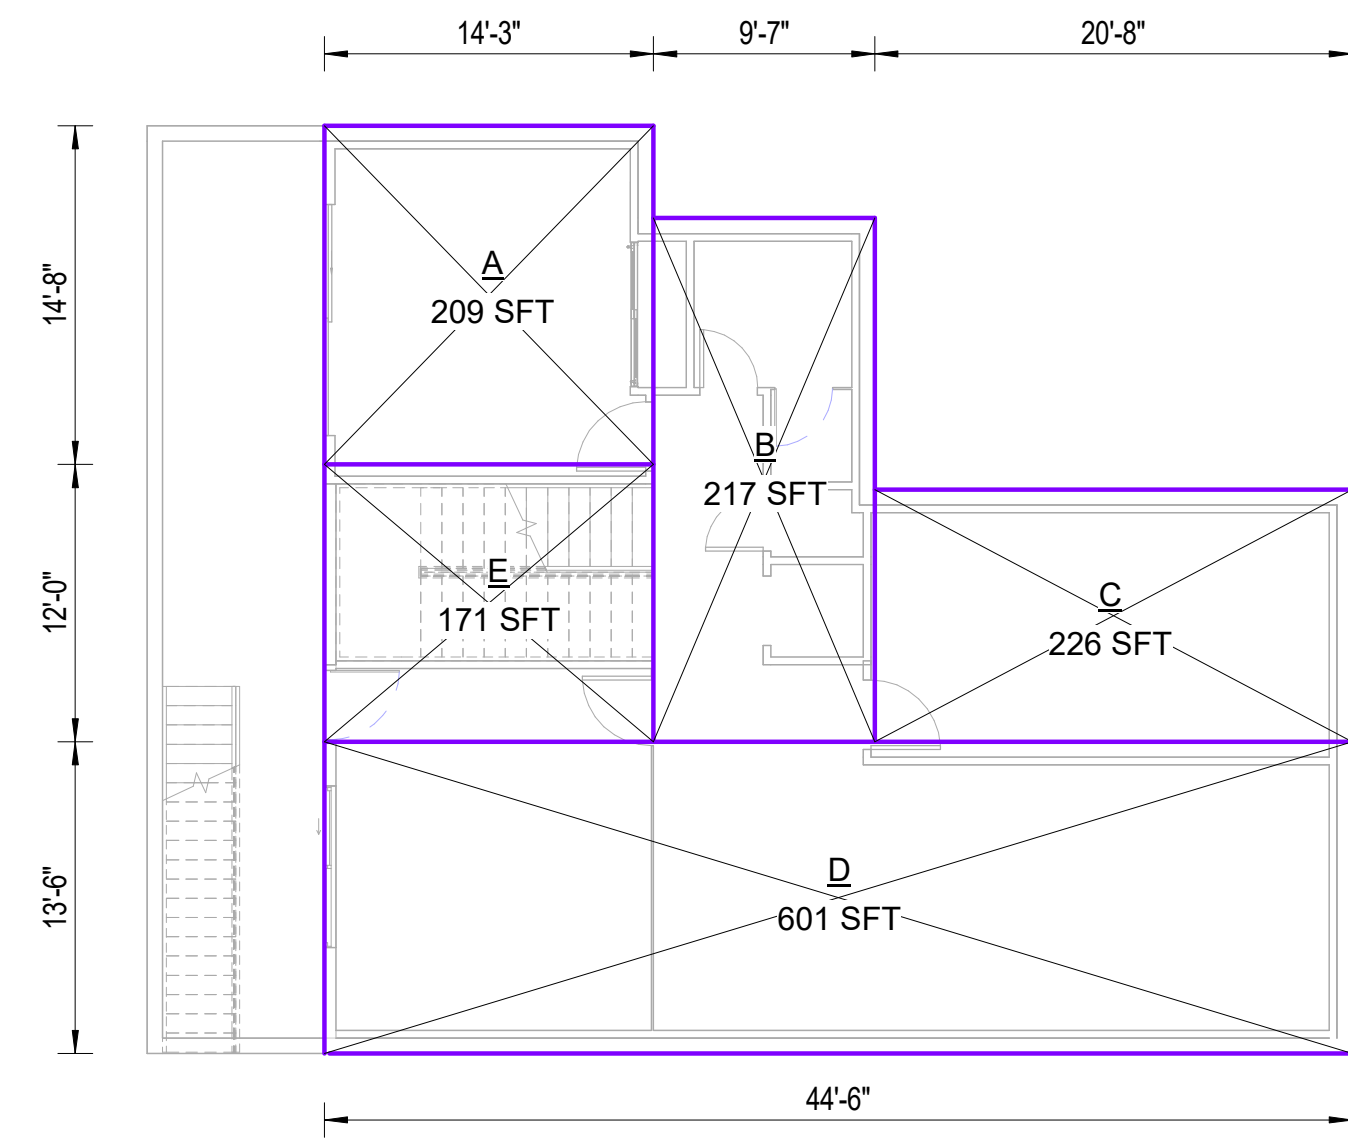 14'-3" 9'-7" 20'-8"
14'-8"
A
209 SFT
B
217 SFT
12'-0"
E
171 SFT
C
226 SFT
13'-6"
D
601 SFT
44'-6"